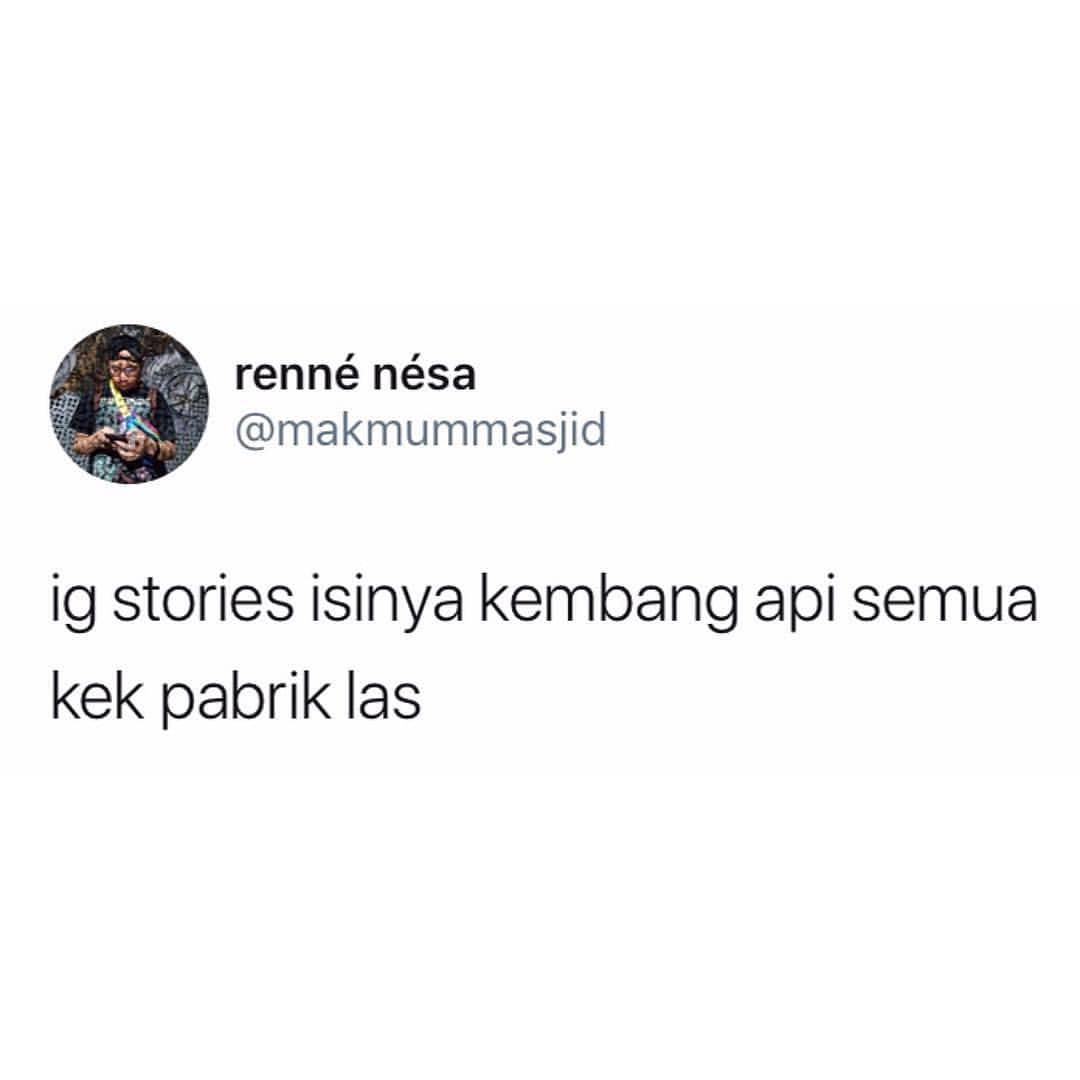 renné nésa
@makmummasjid
ig stories isinya kembang api semua
kek pabrik las